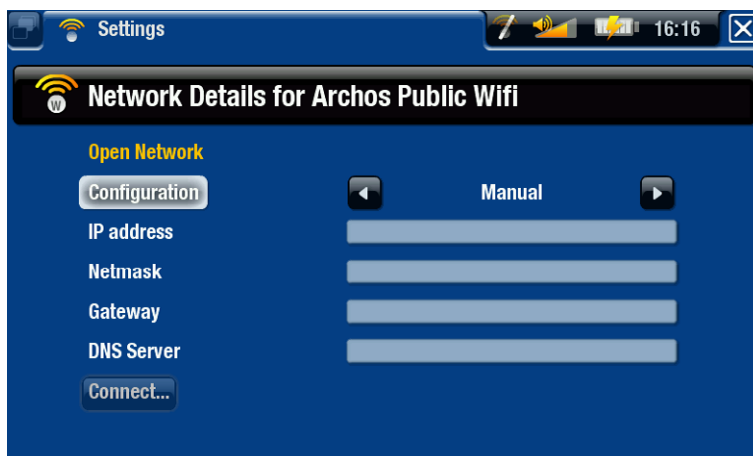 Settings
16:16
Network Details for Archos Public Wifi
W
Open Network
Configuration Manual
IP address
Netmask
Gateway
DNS Server
Connect...